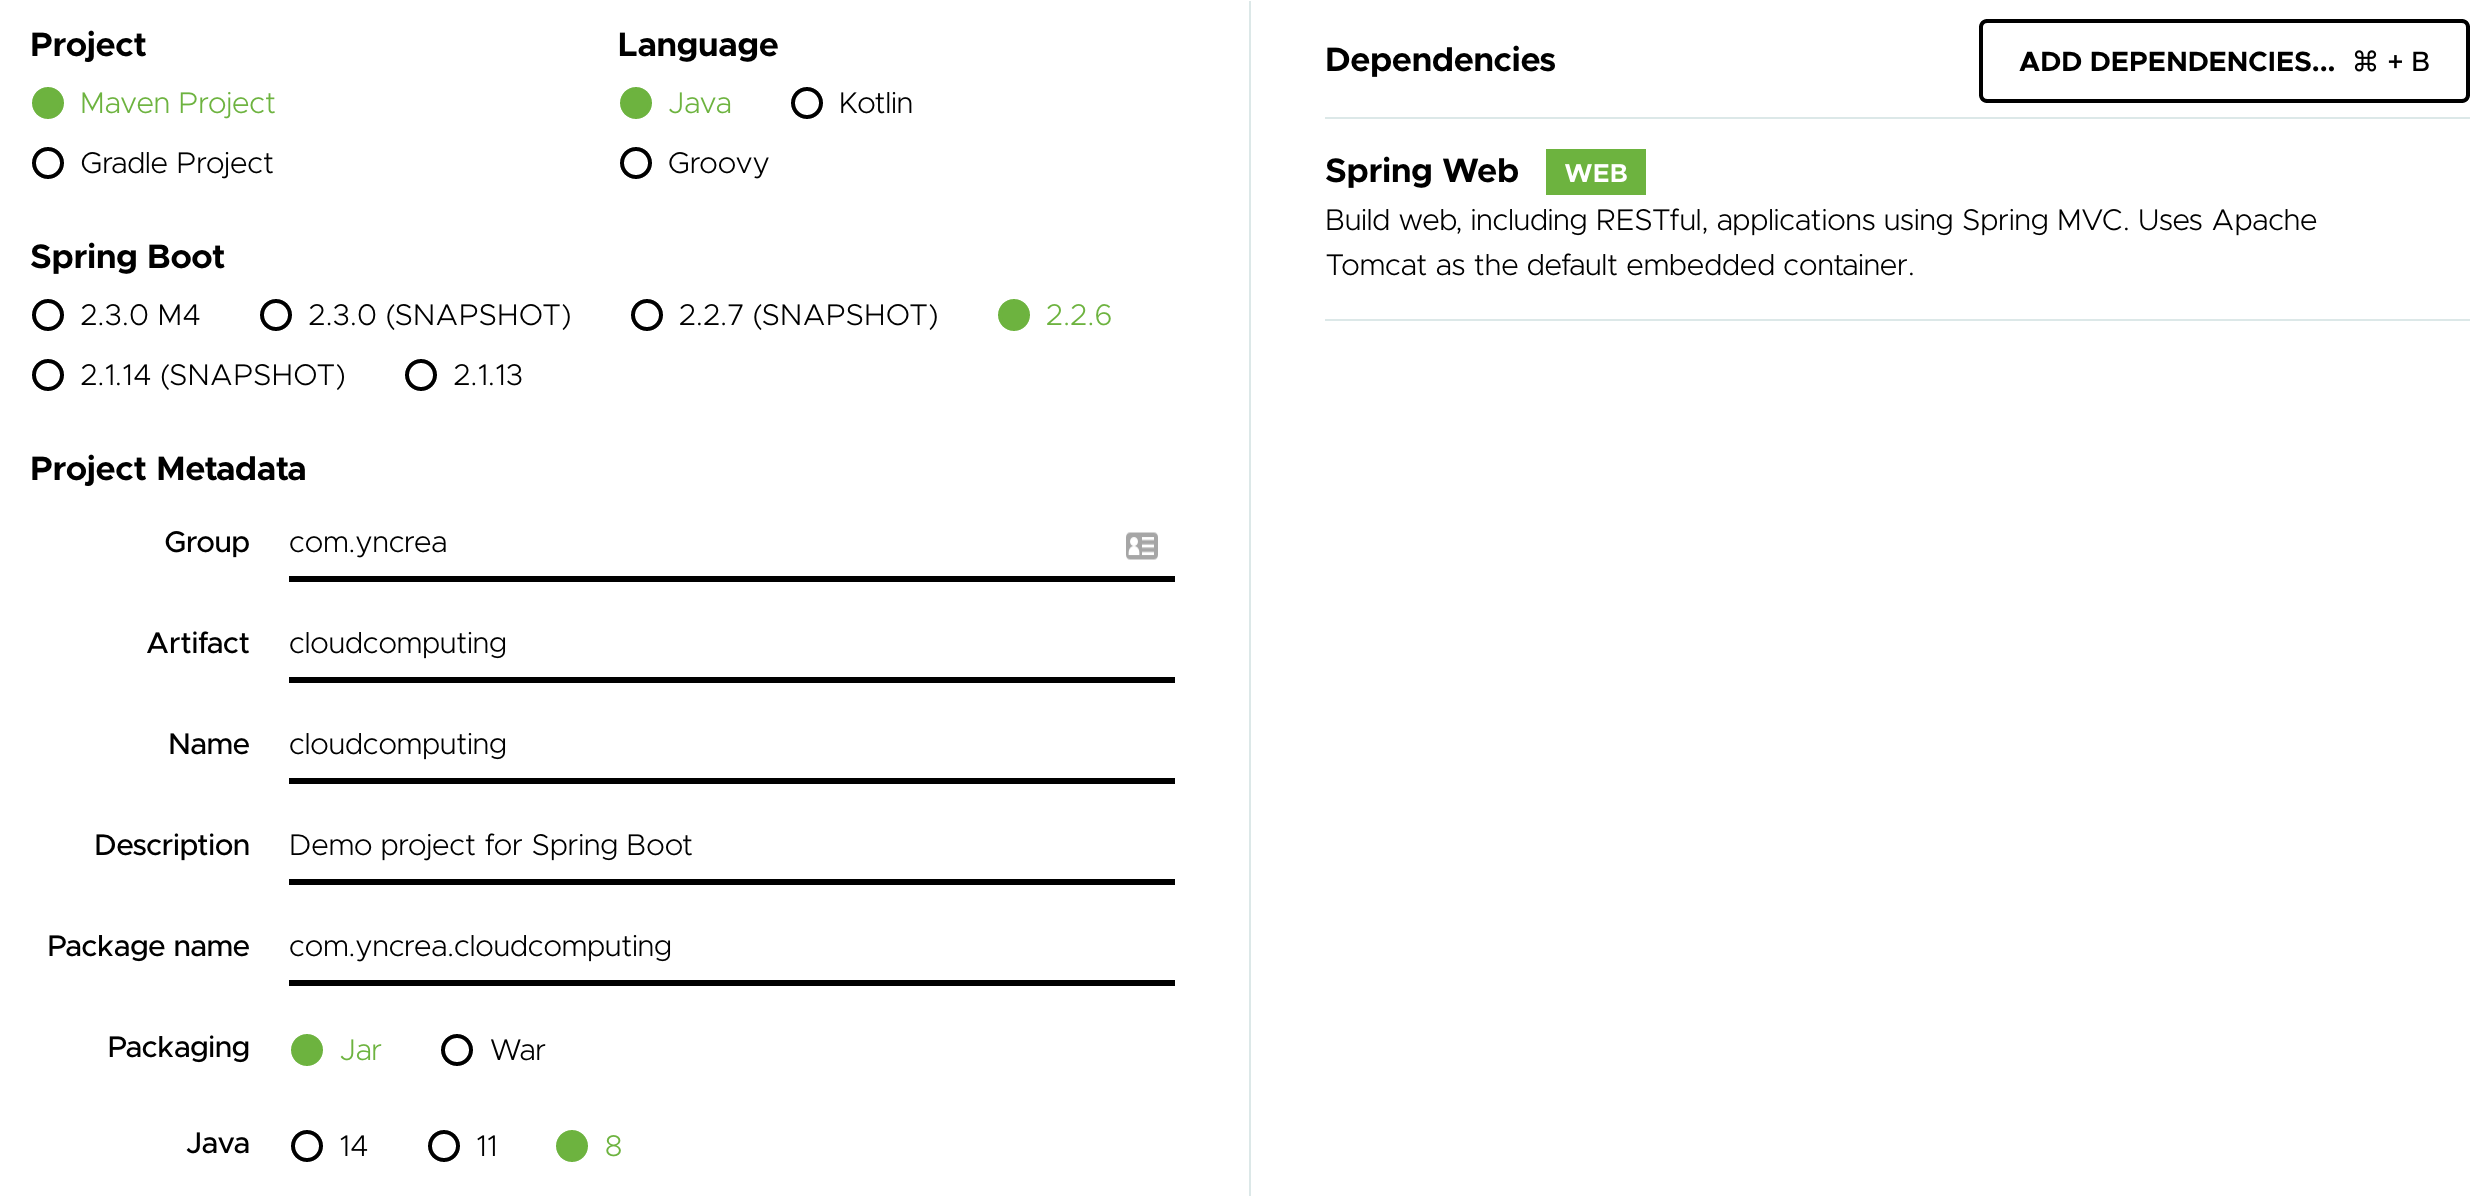 Project
Maven Project
Gradle Project
Language
Java Kotlin
Groovy
Spring Boot
2.3.0 M4 2.3.0 (SNAPSHOT) 2.2.7 (SNAPSHOT) 2.2.6
2.1.14 (SNAPSHOT) 2.1.13
Project Metadata
Group com.yncrea
Artifact cloudcomputing
Name cloudcomputing
Description Demo project for Spring Boot
Package name com.yncrea.cloudcomputing
Packaging Jar War
Java 14 11 8
Dependencies ADD DEPENDENCIES... ⌘ + B
Spring Web WEB
Build web, including RESTful, applications using Spring MVC. Uses Apache
Tomcat as the default embedded container.